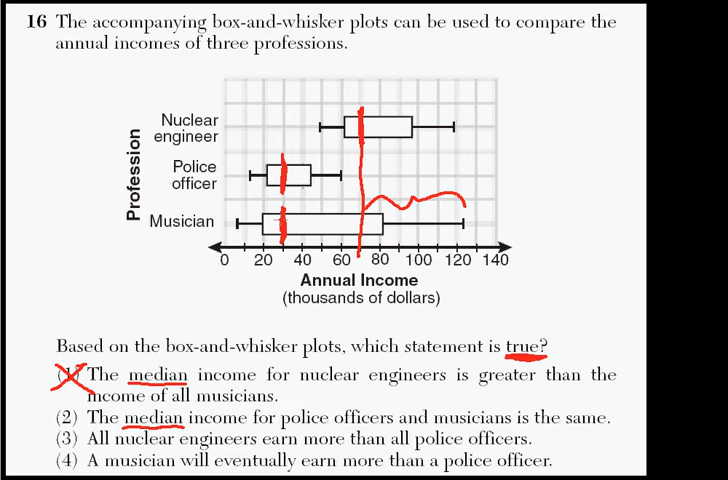 16 The accompanying box-and-whisker plots can be used to compare the
annual incomes of three professions.
Nuclear
engineer
Police
officer
Musician
Profession
0 20 40 60 80 100 120 140
Annual Income
(thousands of dollars)
Based on the box-and-whisker plots, which statement is true?
(1) The median income for nuclear engineers is greater than the
income of all musicians.
(2) The median income for police officers and musicians is the same.
(3) All nuclear engineers earn more than all police officers.
(4) A musician will eventually earn more than a police officer.